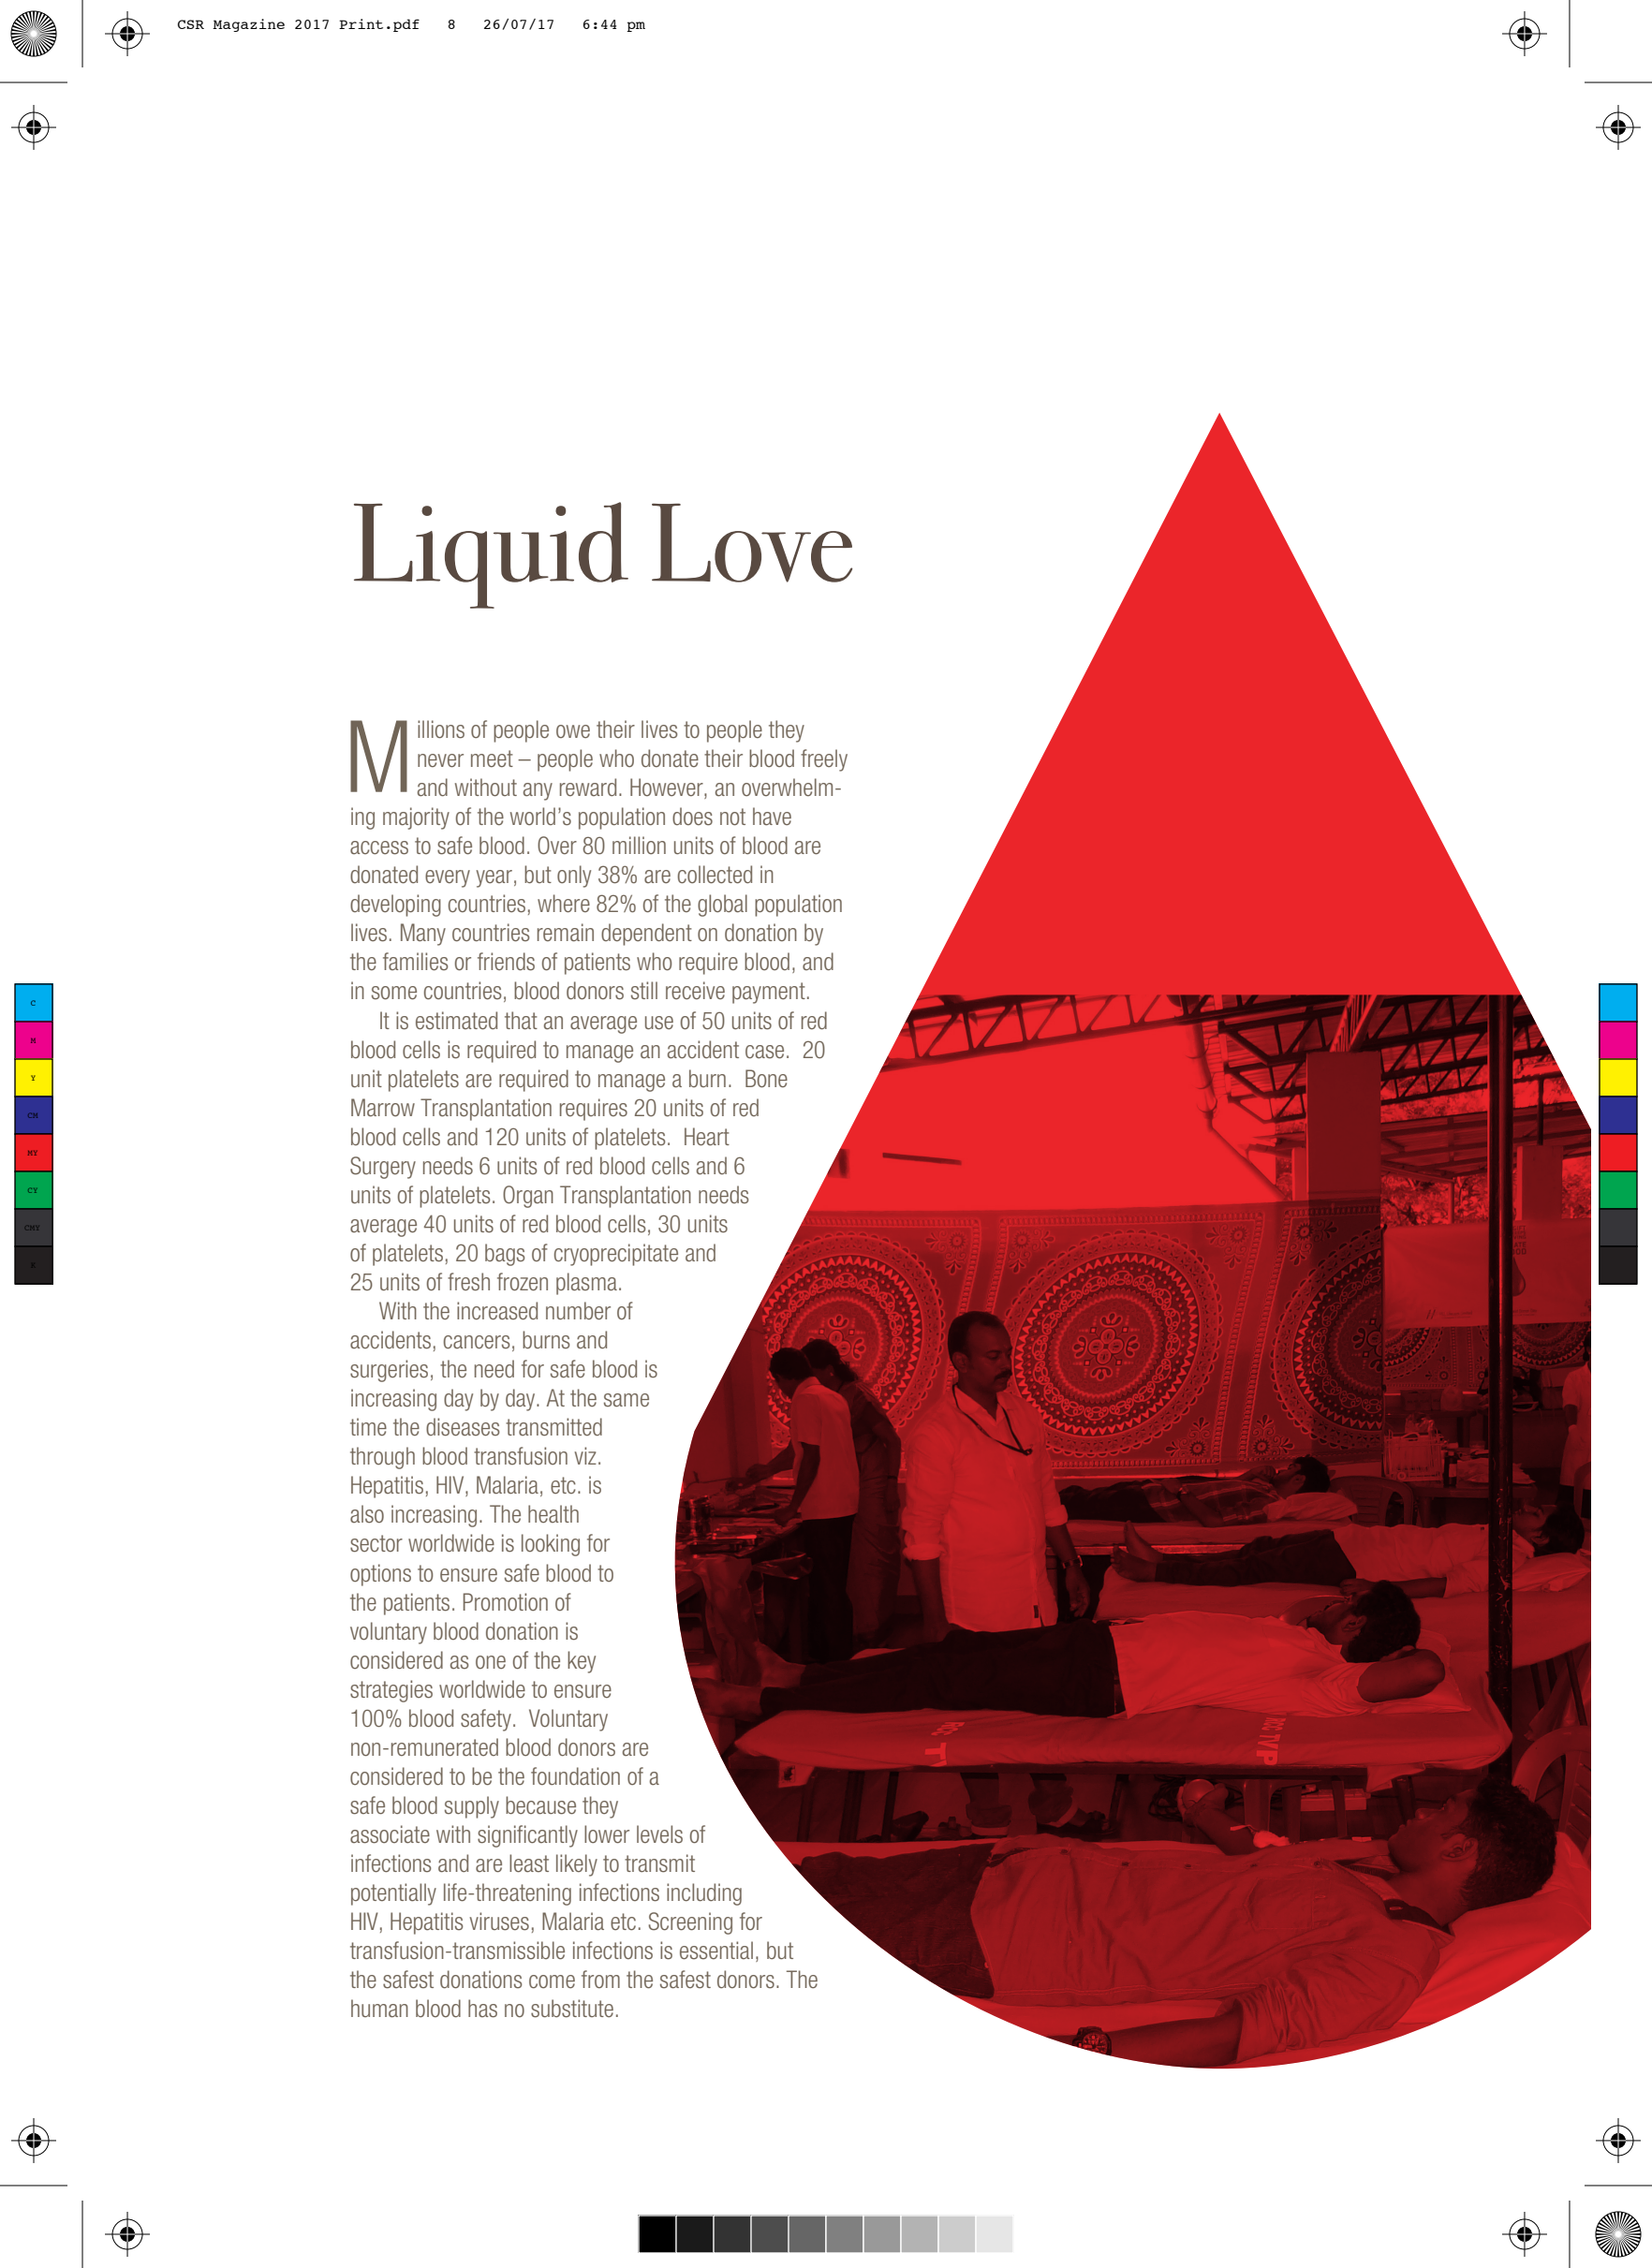 CSR Magazine 2017 Print.pdf 8 26/07/17 6:44 pm
Liquid Love
Millions of people owe their lives to people they
never meet – people who donate their blood freely
and without any reward. However, an overwhelm-
ing majority of the world's population does not have
access to safe blood. Over 80 million units of blood are
donated every year, but only 38% are collected in
developing countries, where 82% of the global population
lives. Many countries remain dependent on donation by
the families or friends of patients who require blood, and
in some countries, blood donors still receive payment.
It is estimated that an average use of 50 units of red
blood cells is required to manage an accident case. 20
unit platelets are required to manage a burn. Bone
Marrow Transplantation requires 20 units of red
blood cells and 120 units of platelets. Heart
Surgery needs 6 units of red blood cells and 6
units of platelets. Organ Transplantation needs
average 40 units of red blood cells, 30 units
of platelets, 20 bags of cryoprecipitate and
25 units of fresh frozen plasma.
With the increased number of
accidents, cancers, burns and
surgeries, the need for safe blood is
increasing day by day. At the same
time the diseases transmitted
through blood transfusion viz.
Hepatitis, HIV, Malaria, etc. is
also increasing. The health
sector worldwide is looking for
options to ensure safe blood to
the patients. Promotion of
voluntary blood donation is
considered as one of the key
strategies worldwide to ensure
100% blood safety. Voluntary
non-remunerated blood donors are
considered to be the foundation of a
safe blood supply because they
associate with significantly lower levels of
infections and are least likely to transmit
potentially life-threatening infections including
HIV, Hepatitis viruses, Malaria etc. Screening for
transfusion-transmissible infections is essential, but
the safest donations come from the safest donors. The
human blood has no substitute.
C
M
Y
CM
MY
CY
CMY
K
RCC T
RCC TVP